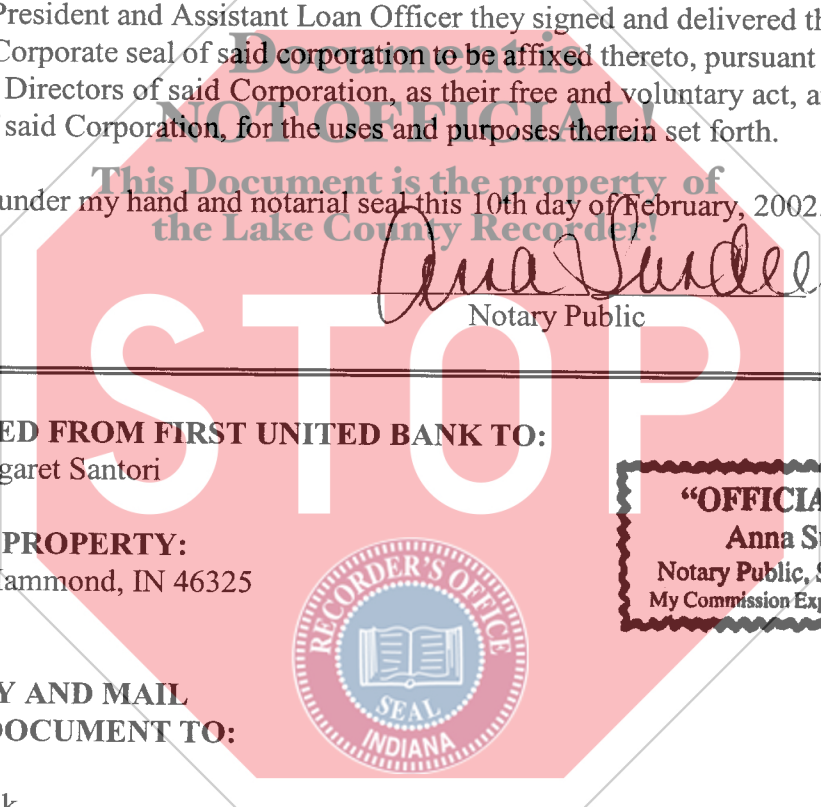 President and Assistant Loan Officer they signed and delivered th
Corporate seal of said corporation to be affixed thereto, pursuant
Document is
Directors of said Corporation, as their free and voluntary act, a
NOT OFFICIAL!
said Corporation, for the uses and purposes therein set forth.
This Document is the property of
under my hand and notarial seal this 10th day of February, 2002.
the Lake County Recorder!
Notary Public
STOP
ED FROM FIRST UNITED BANK TO:
garet Santori
"OFFICIA
Anna S
PROPERTY:
Notary Public, S
Hammond, IN 46325
My Commission Exp
RECORDER'S OFFICE
SEAL
INDIANA
Y AND MAIL
DOCUMENT TO:
k